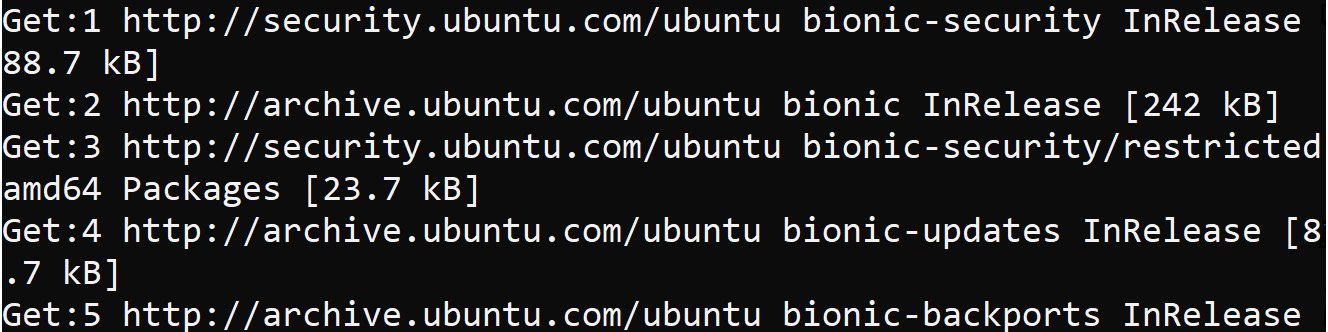 Get:1 http://security.ubuntu.com/ubuntu bionic-security InRelease
88.7 kB]
Get:2 http://archive.ubuntu.com/ubuntu bionic InRelease [242 kB]
Get:3 http://security.ubuntu.com/ubuntu bionic-security/restricted
amd64 Packages [23.7 kB]
Get:4 http://archive.ubuntu.com/ubuntu bionic-updates InRelease [8
.7 kB]
Get:5 http://archive.ubuntu.com/ubuntu bionic-backports InRelease